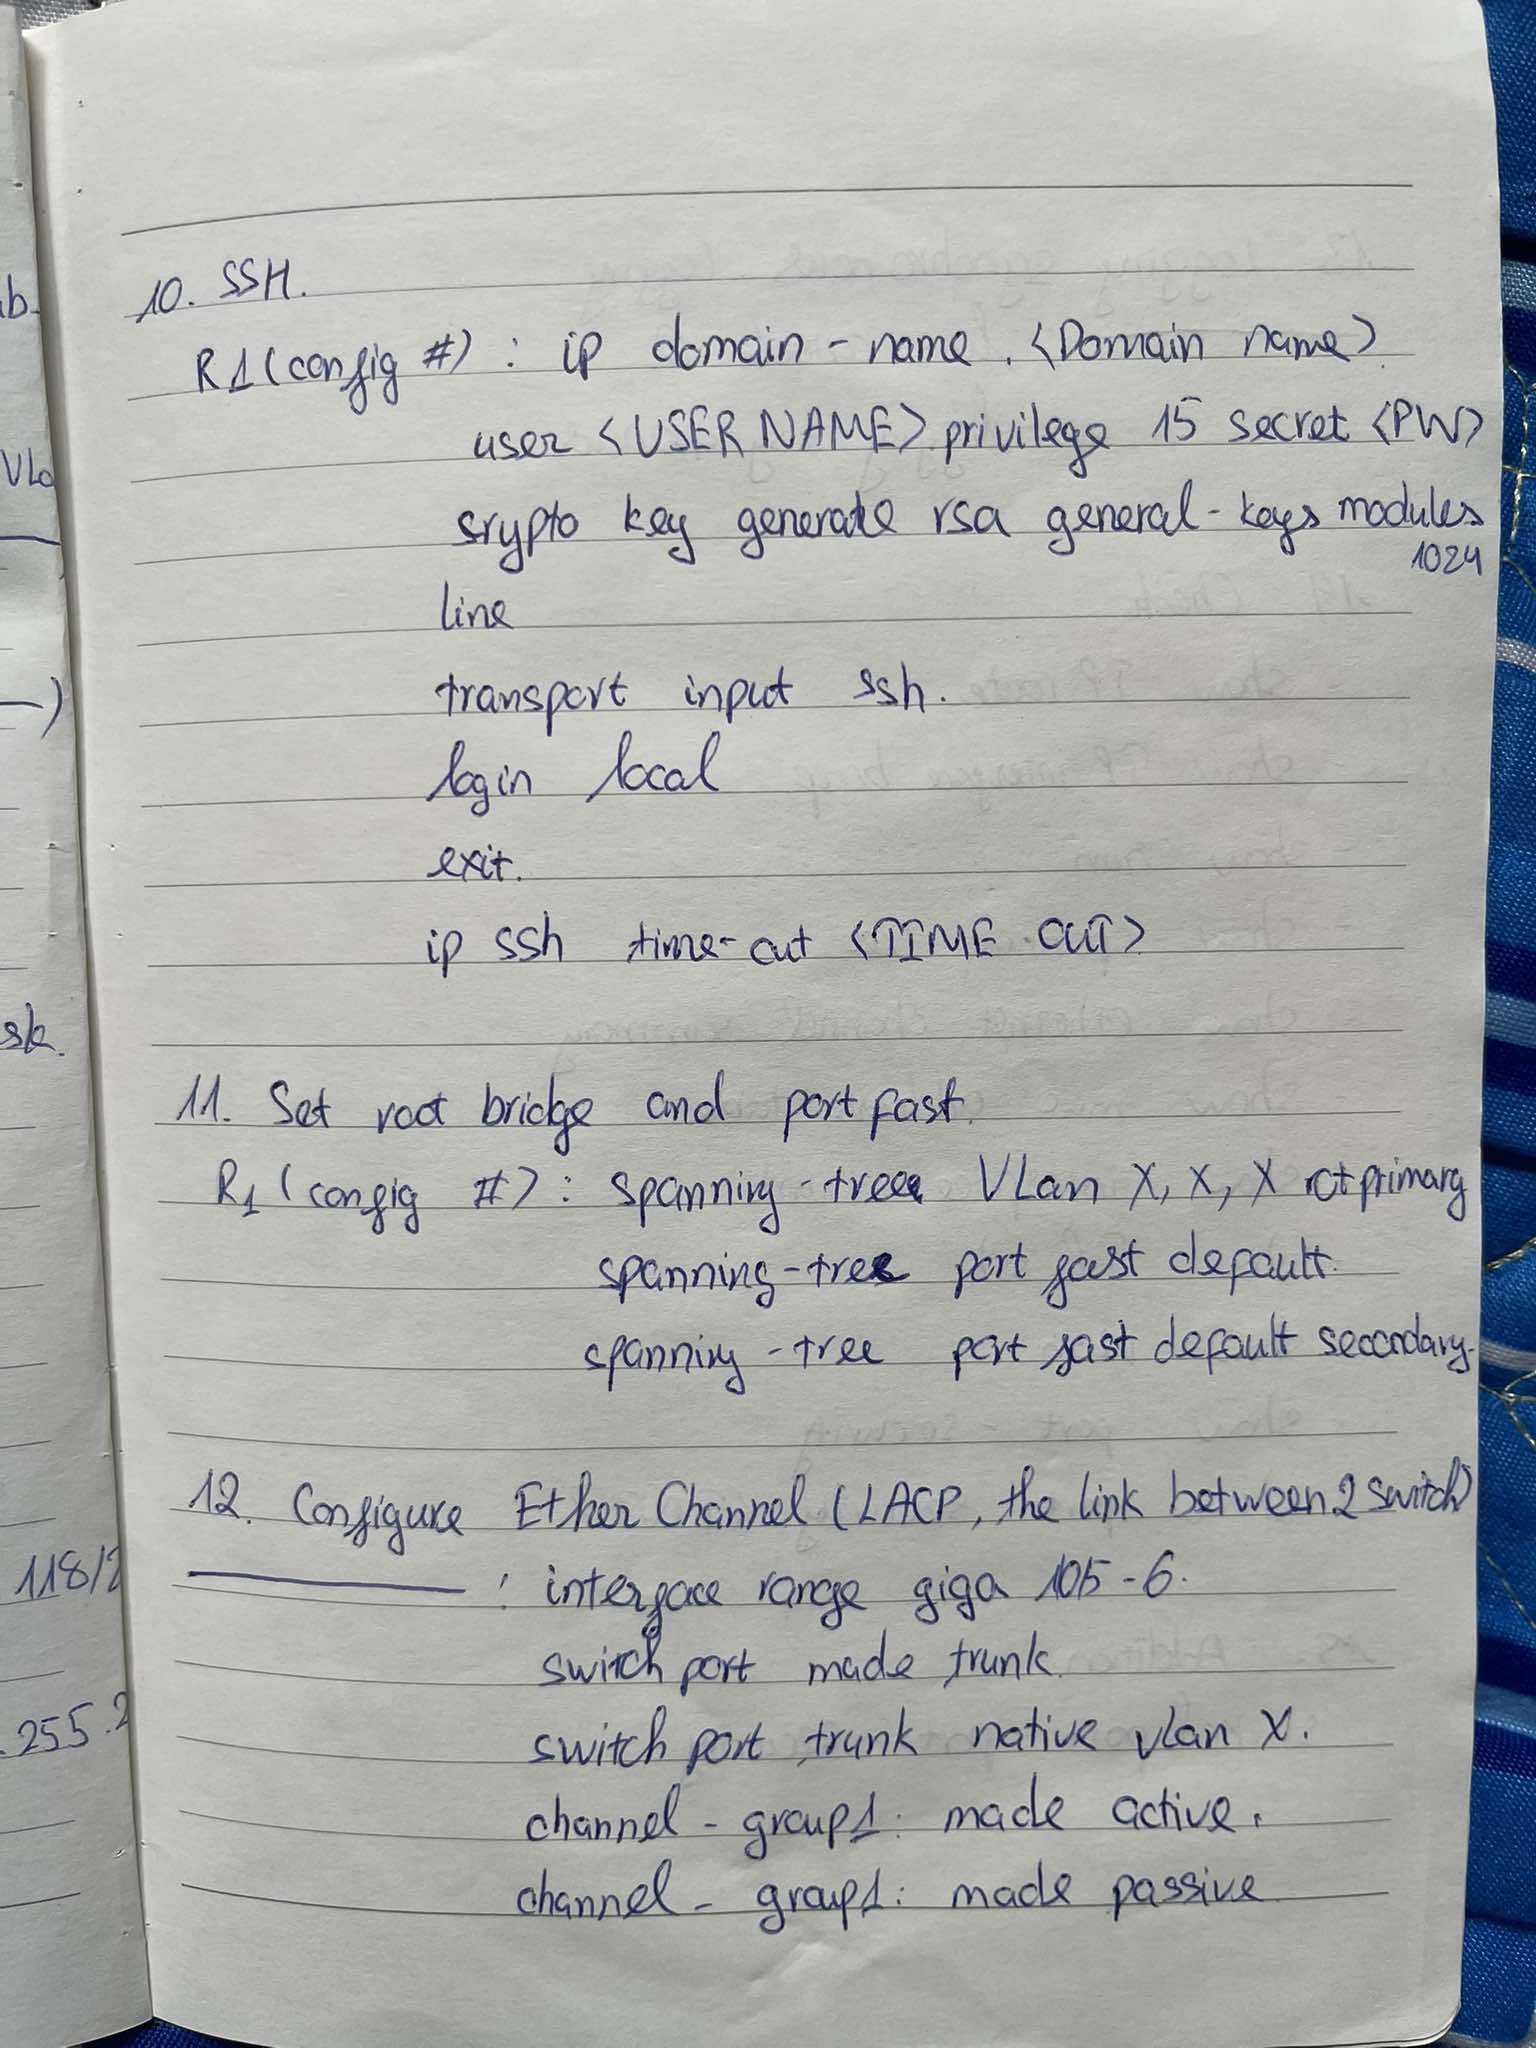 10. SSH.
R1(config #) : ip domain - name . <Domain name>
user <USER NAME> privilege 15 secret <PW>
srypto key generate rsa general - keys modules
1024
line
transport input ssh.
login local
exit.
ip ssh time-out <TIME OUT>
11. Set root bridge and port fast.
R1 (config #) : spanning - tree VLan X, X, X rot primary
spanning-tree port fast default.
spanning-tree port fast default secondary.
12. Configure Ether Channel (LACP, the link between 2 switch)
: interface range giga 105-6.
switch port made trunk.
switch port trunk native vlan X.
channel - group1: made active.
channel - group1: made passive
b.
VLa
)
sk.
118/2
.255.2